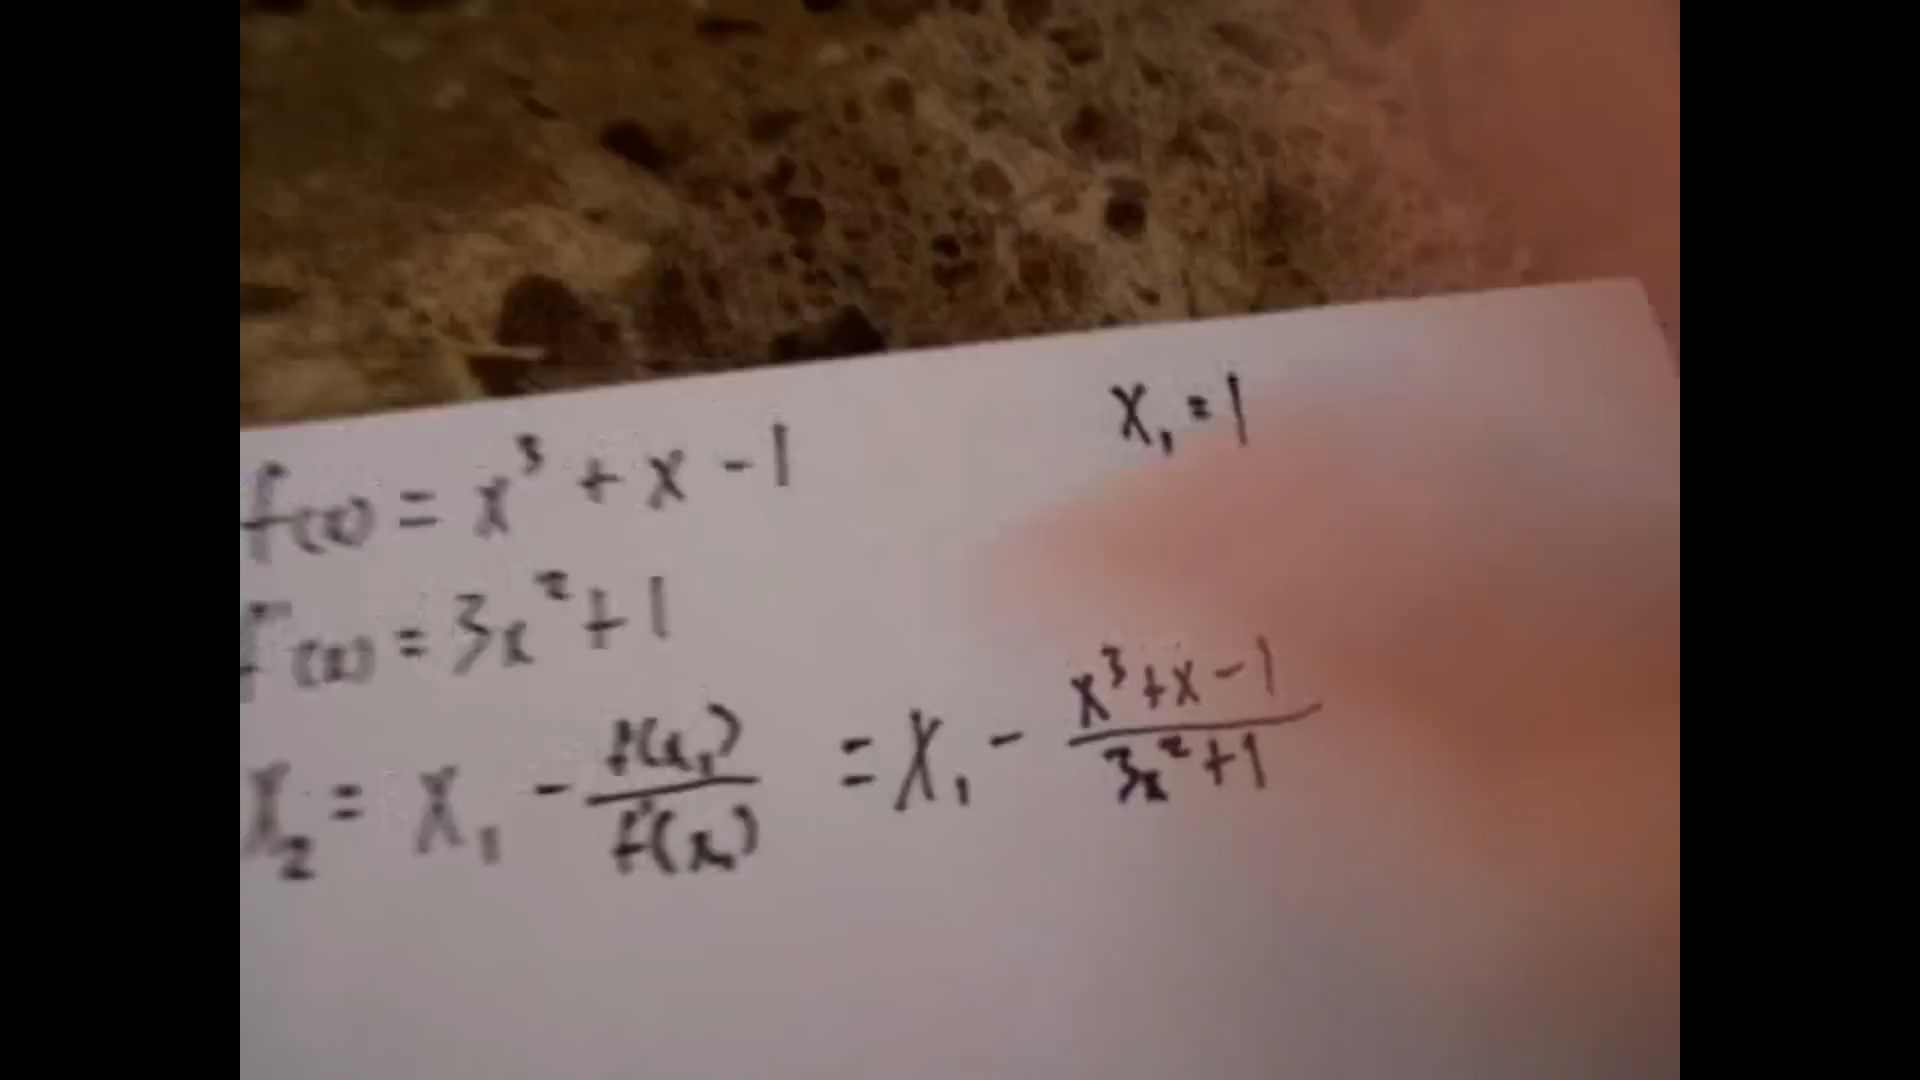 x₁ = 1
f(x) = x³ + x - 1
f'(x) = 3x² + 1
x₂ = x₁ - f(x₁)/f'(x₁) = x₁ - (x³ + x - 1)/(3x² + 1)